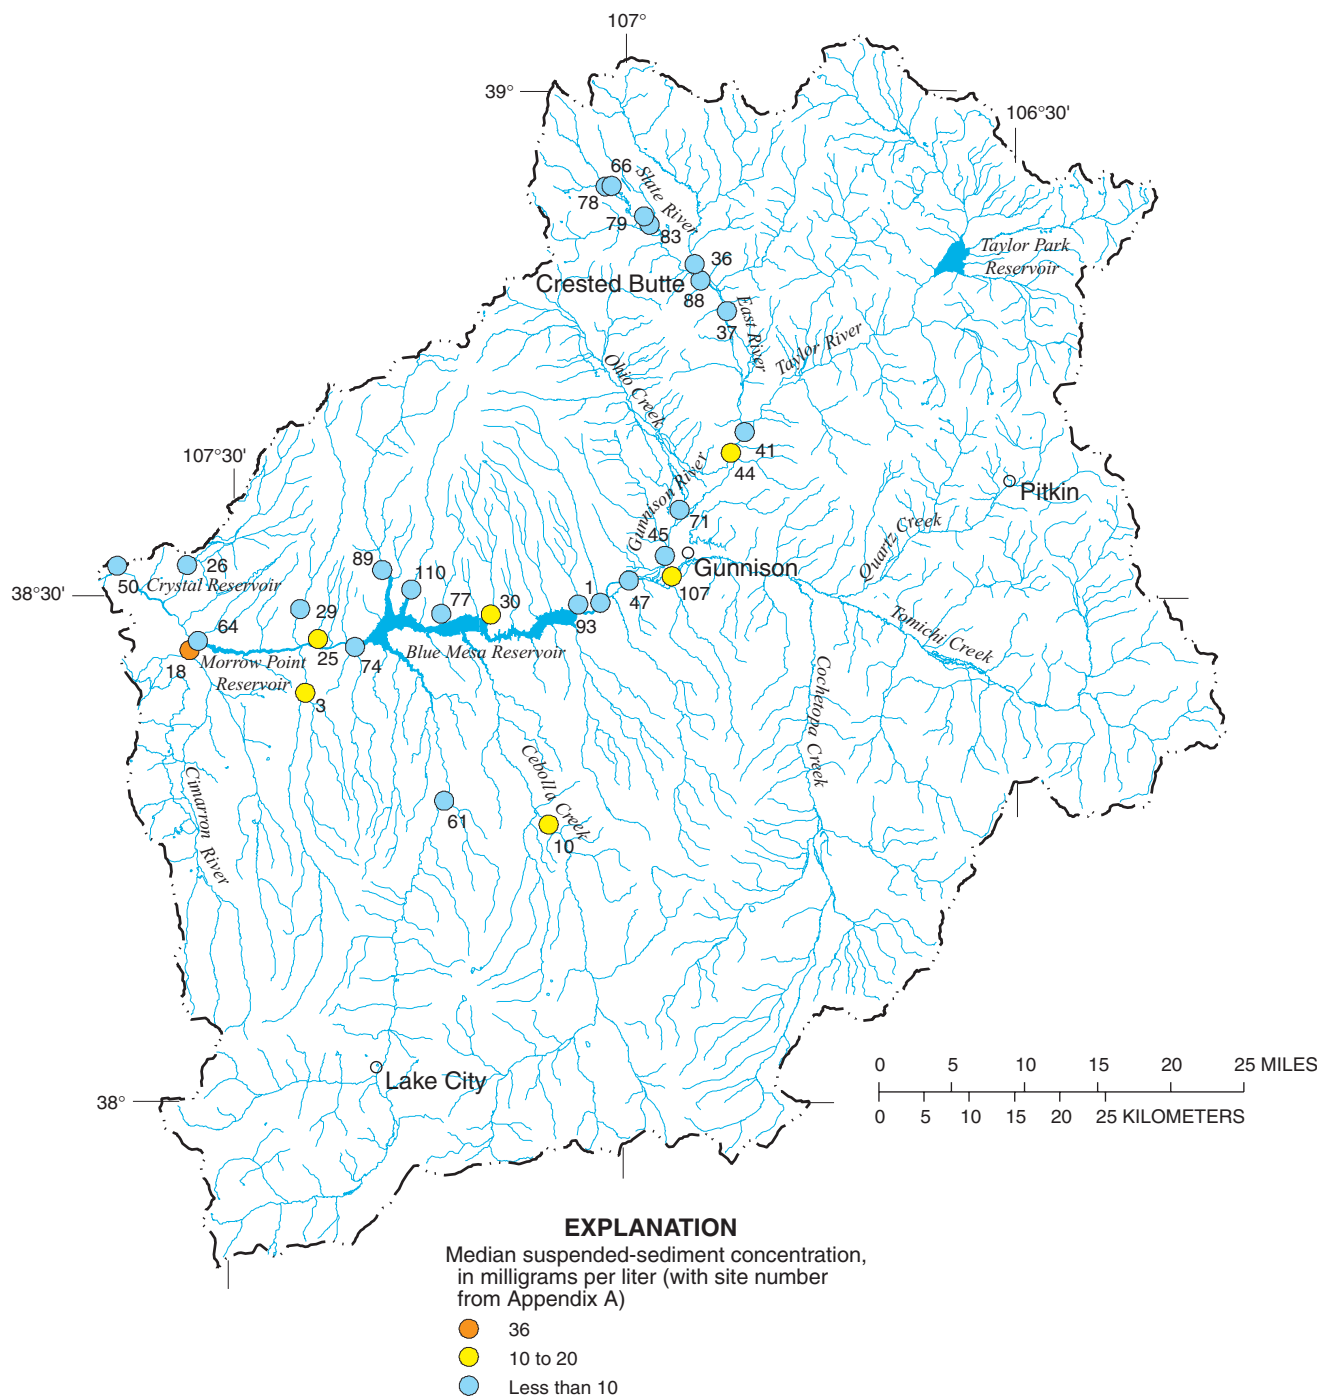 107°
39°
106°30'
66
Slate River
78
79
83
Taylor Park
Reservoir
36
Crested Butte
88
East River
37
Taylor River
Ohio Creek
41
44
107°30'
Gunnison River
Pitkin
71
Quartz Creek
45
Gunnison
89
26
50
Crystal Reservoir
38°30'
110
1
47
107
77
30
29
93
Tomichi Creek
64
25
74
Blue Mesa Reservoir
18
Morrow Point
Reservoir
3
Cochetopa Creek
Cebolla Creek
Cimarron River
61
10
0 5 10 15 20 25 MILES
Lake City
38°
0 5 10 15 20 25 KILOMETERS
EXPLANATION
Median suspended-sediment concentration,
in milligrams per liter (with site number
from Appendix A)
36
10 to 20
Less than 10